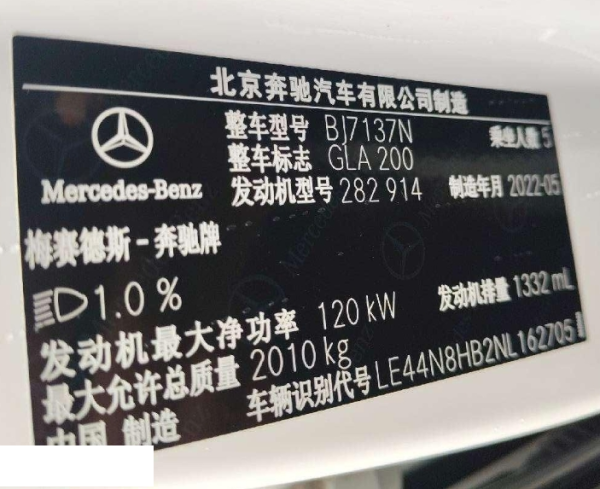 北京奔驰汽车有限公司制造
整车型号 BJ7137N 乘坐人数 5
整车标志 GLA 200
发动机型号 282 914 制造年月 2022-05
Mercedes-Benz
梅赛德斯-奔驰牌
1.0 %
发动机最大净功率 120 kW 发动机排量 1332 mL
最大允许总质量 2010 kg
车辆识别代号 LE44N8HB2NL162705
中国 制造